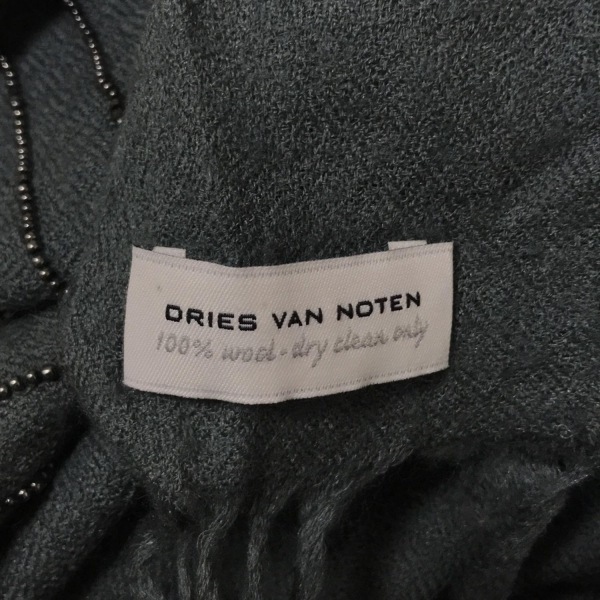 DRIES VAN NOTEN
100% wool - dry clean only